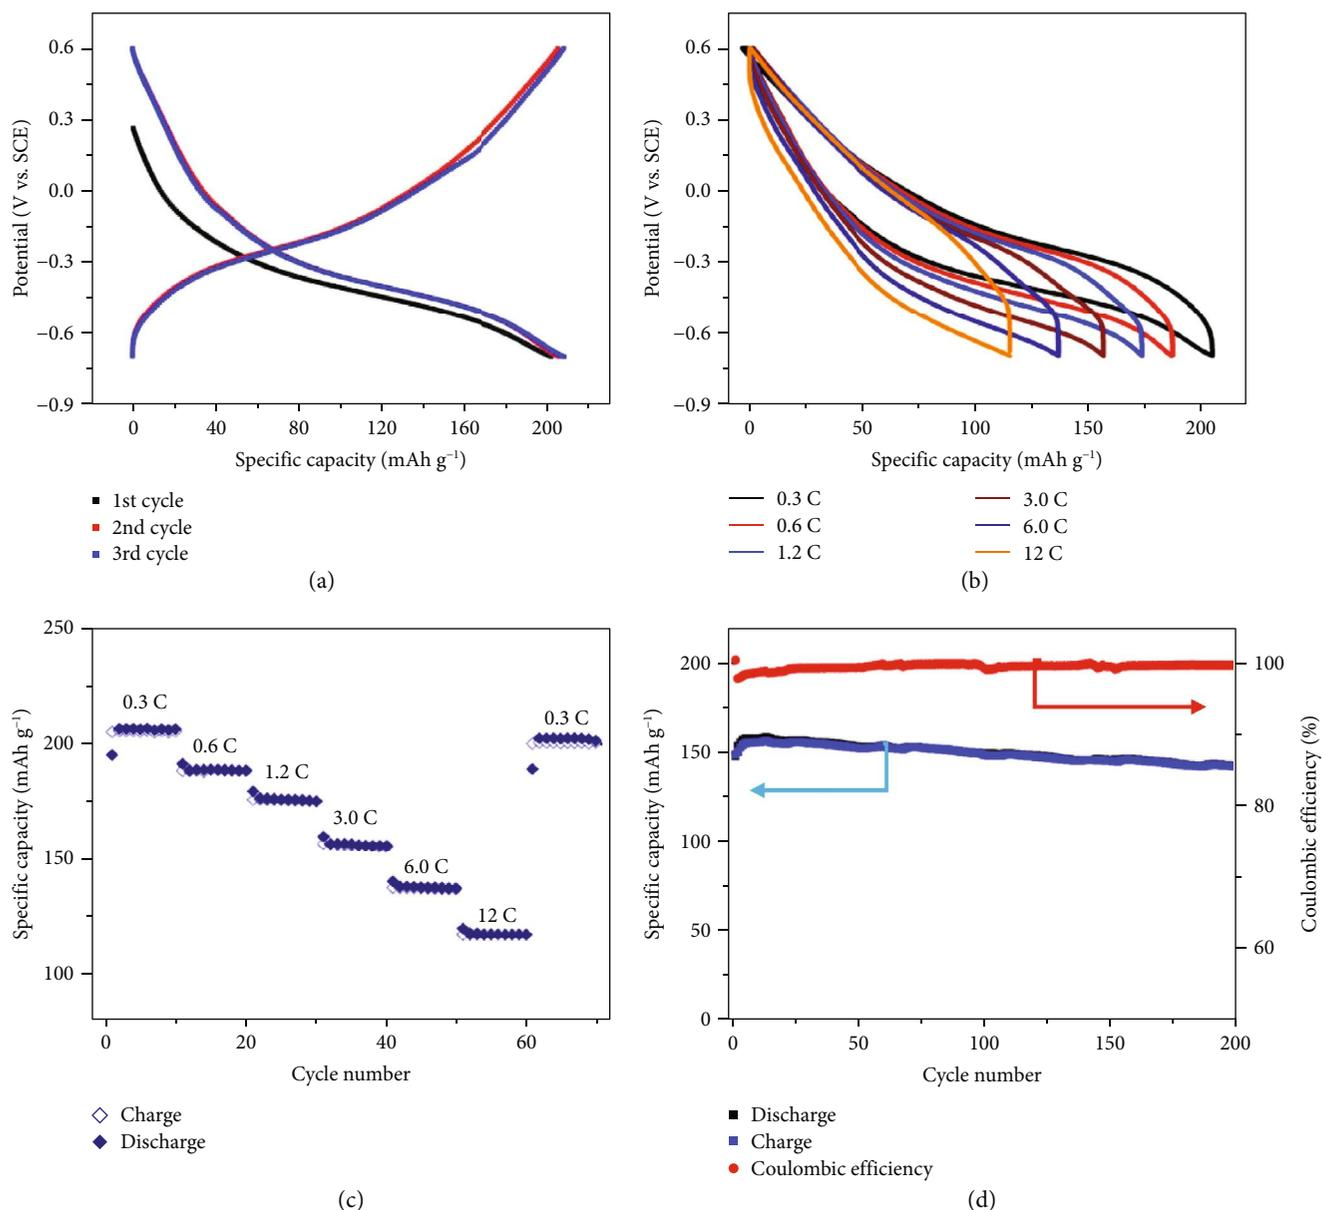 0.6
0.3
0.0
−0.3
−0.6
−0.9
Potential (V vs. SCE)
0 40 80 120 160 200
Specific capacity (mAh g⁻¹)
1st cycle
2nd cycle
3rd cycle
(a)
0.6
0.3
0.0
−0.3
−0.6
−0.9
Potential (V vs. SCE)
0 50 100 150 200
Specific capacity (mAh g⁻¹)
0.3 C
0.6 C
1.2 C
3.0 C
6.0 C
12 C
(b)
250
200
150
100
Specific capacity (mAh g⁻¹)
0.3 C
0.6 C
1.2 C
3.0 C
6.0 C
12 C
0.3 C
0 20 40 60
Cycle number
Charge
Discharge
(c)
200
150
100
50
0
Specific capacity (mAh g⁻¹)
100
80
60
Coulombic efficiency (%)
0 50 100 150 200
Cycle number
Discharge
Charge
Coulombic efficiency
(d)